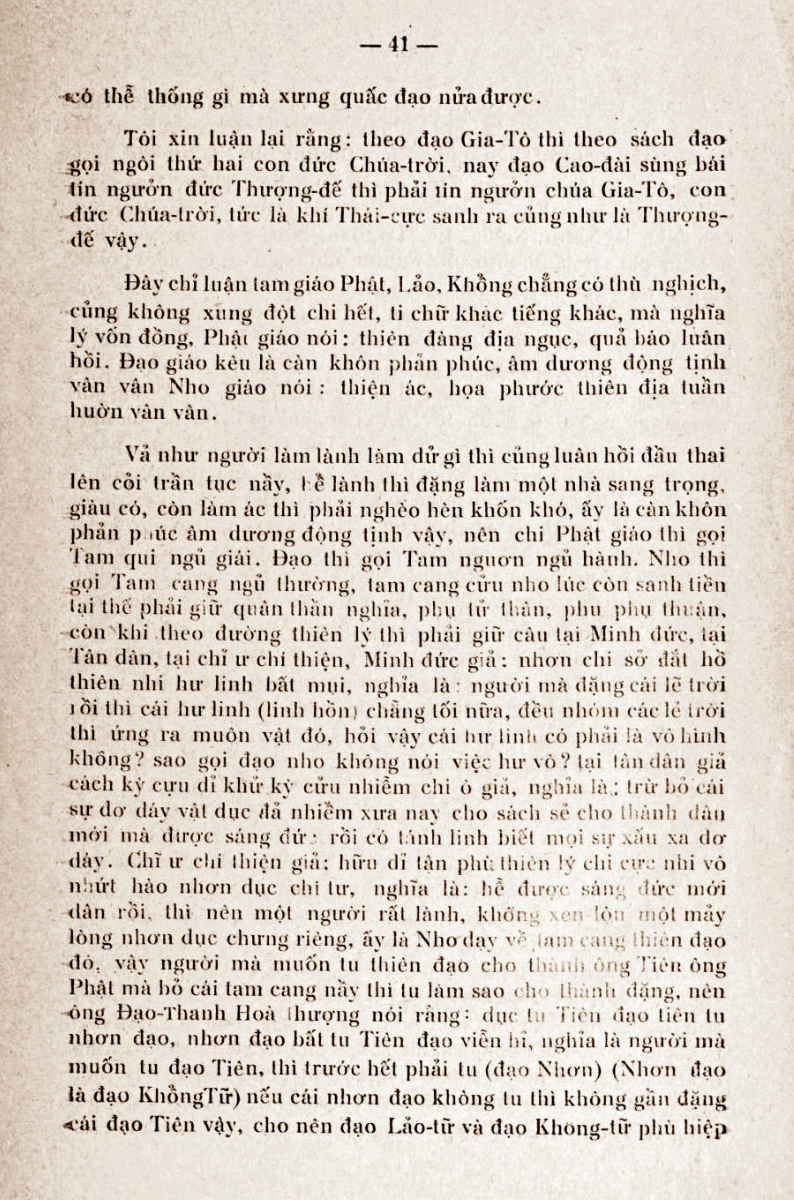 — 41 —
có thể thống gì mà xưng quấc đạo nửa được.
Tôi xin luận lại rằng: theo đạo Gia-Tô thì theo sách đạo
gọi ngôi thứ hai con đức Chúa-trời, nay đạo Cao-đài sùng bái
tín ngưởn đức Thượng-đế thì phải tín ngưởn chúa Gia-Tô, con
đức Chúa-trời, tức là khí Thái-cực sanh ra củng như là Thượng-
đế vậy.
Đây chỉ luận tam giáo Phật, Lảo, Khổng chẳng có thù nghịch,
củng không xung đột chi hết, ti chữ khác tiếng khác, mà nghĩa
lý vốn đồng, Phật giáo nói: thiên đàng địa ngục, quả báo luân
hồi. Đạo giáo kêu là càn khôn phản phúc, âm dương động tịnh
vân vân Nho giáo nói : thiện ác, họa phước thiên địa tuần
huờn vân vân.
Vả như người làm lành làm dử gì thì củng luân hồi đầu thai
lên cỏi trần tục nầy, hể lành thì đặng làm một nhà sang trọng,
giàu có, còn làm ác thì phải nghèo hèn khốn khó, ấy là càn khôn
phản phúc âm dương động tịnh vậy, nên chi Phật giáo thì gọi
Tam qui ngủ giái. Đạo thì gọi Tam nguơn ngủ hành. Nho thì
gọi Tam cang ngủ thường, tam cang cửu nho lúc còn sanh tiền
tại thế phải giữ quân thần nghĩa, phụ tử thân, phu phụ thuận,
còn khi theo đường thiên lý thì phải giữ câu tại Minh đức, tại
Tân dân, tại chỉ ư chí thiện, Minh đức giả: nhơn chi sở đắt hồ
thiên nhi hư linh bất muị, nghĩa là: người mà đặng cái lẽ trời
rồi thì cái hư linh (linh hồn) chẳng tối nữa, đều nhóm các lẻ trời
thì ứng ra muôn vật đó, hỏi vậy cái hư linh có phải là vô hình
không? sao gọi đạo nho không nói việc hư vô? tại tân dân giả
cách kỳ cựu dỉ khử kỳ cửu nhiễm chi ô giả, nghĩa là: trừ bỏ cái
sự dơ dáy vật dục đả nhiễm xưa nay cho sách sẻ cho thành dân
mới mà được sáng đức rồi có tánh linh biết mọi sự xấu xa dơ
dáy. Chĩ ư chí thiện giả: hữu dỉ tận phù thiên lý chi cực nhi vô
nhứt hào nhơn dục chi tư, nghĩa là: hể được sáng đức mới
dân rồi, thì nên một người rất lành, không xen lộn một mảy
lòng nhơn dục chưng riêng, ấy là Nho dạy về tam cang thiên đạo
đó, vậy người mà muốn tu thiên đạo cho thành ông Tiên ông
Phật mà bỏ cái tam cang nầy thì tu làm sao cho thành đặng, nên
ông Đạo-Thanh Hoà thượng nói rằng: dục tu Tiên đạo tiên tu
nhơn đạo, nhơn đạo bất tu Tiên đạo viễn hỉ, nghĩa là người mà
muốn tu đạo Tiên, thì trước hết phải tu (đạo Nhơn) (Nhơn đạo
là đạo KhổngTữ) nếu cái nhơn đạo không tu thì không gần đặng
cái đạo Tiên vậy, cho nên đạo Lảo-tữ và đạo Khong-tữ phù hiệp